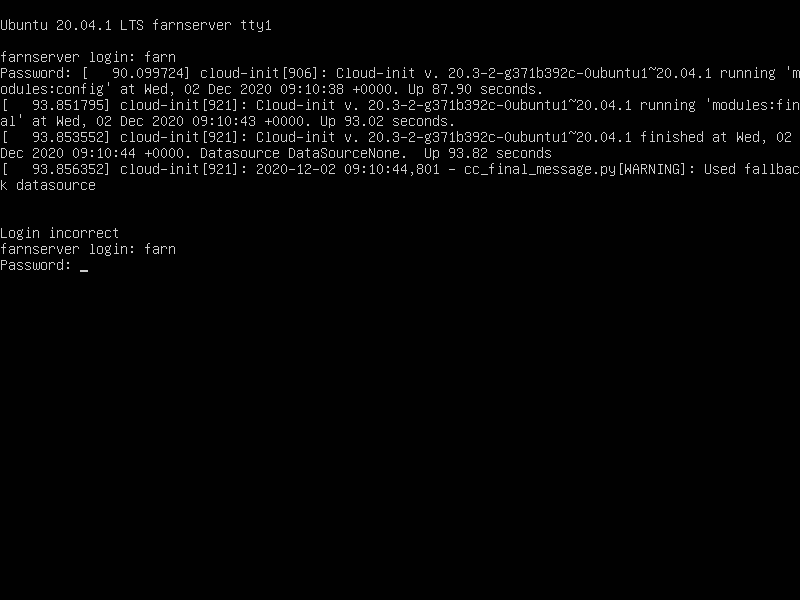 Ubuntu 20.04.1 LTS farnserver tty1
farnserver login: farn
Password: [   90.099724] cloud-init[906]: Cloud-init v. 20.3-2-g371b392c-0ubuntu1~20.04.1 running 'm
odules:config' at Wed, 02 Dec 2020 09:10:38 +0000. Up 87.90 seconds.
[   93.851795] cloud-init[921]: Cloud-init v. 20.3-2-g371b392c-0ubuntu1~20.04.1 running 'modules:fin
al' at Wed, 02 Dec 2020 09:10:43 +0000. Up 93.02 seconds.
[   93.853552] cloud-init[921]: Cloud-init v. 20.3-2-g371b392c-0ubuntu1~20.04.1 finished at Wed, 02
Dec 2020 09:10:44 +0000. Datasource DataSourceNone.  Up 93.82 seconds
[   93.856352] cloud-init[921]: 2020-12-02 09:10:44,801 - cc_final_message.py[WARNING]: Used fallbac
k datasource
Login incorrect
farnserver login: farn
Password: _